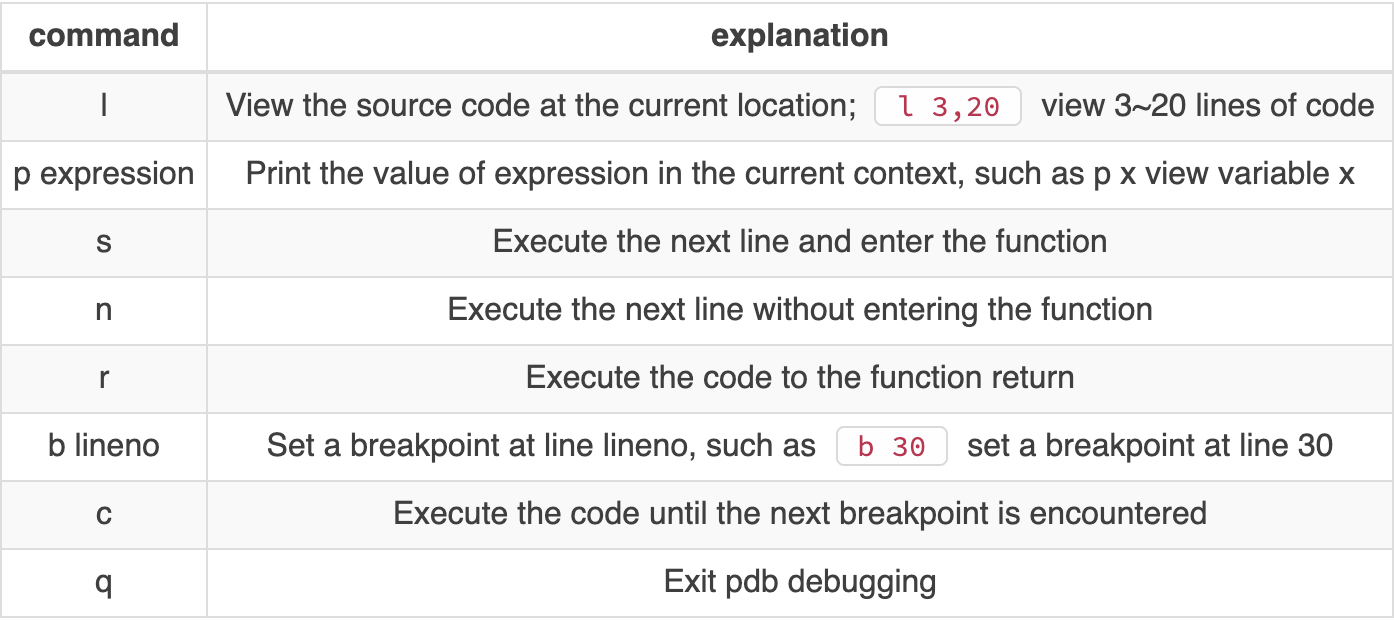 command explanation
l View the source code at the current location; l 3,20 view 3~20 lines of code
p expression Print the value of expression in the current context, such as p x view variable x
s Execute the next line and enter the function
n Execute the next line without entering the function
r Execute the code to the function return
b lineno Set a breakpoint at line lineno, such as b 30 set a breakpoint at line 30
c Execute the code until the next breakpoint is encountered
q Exit pdb debugging